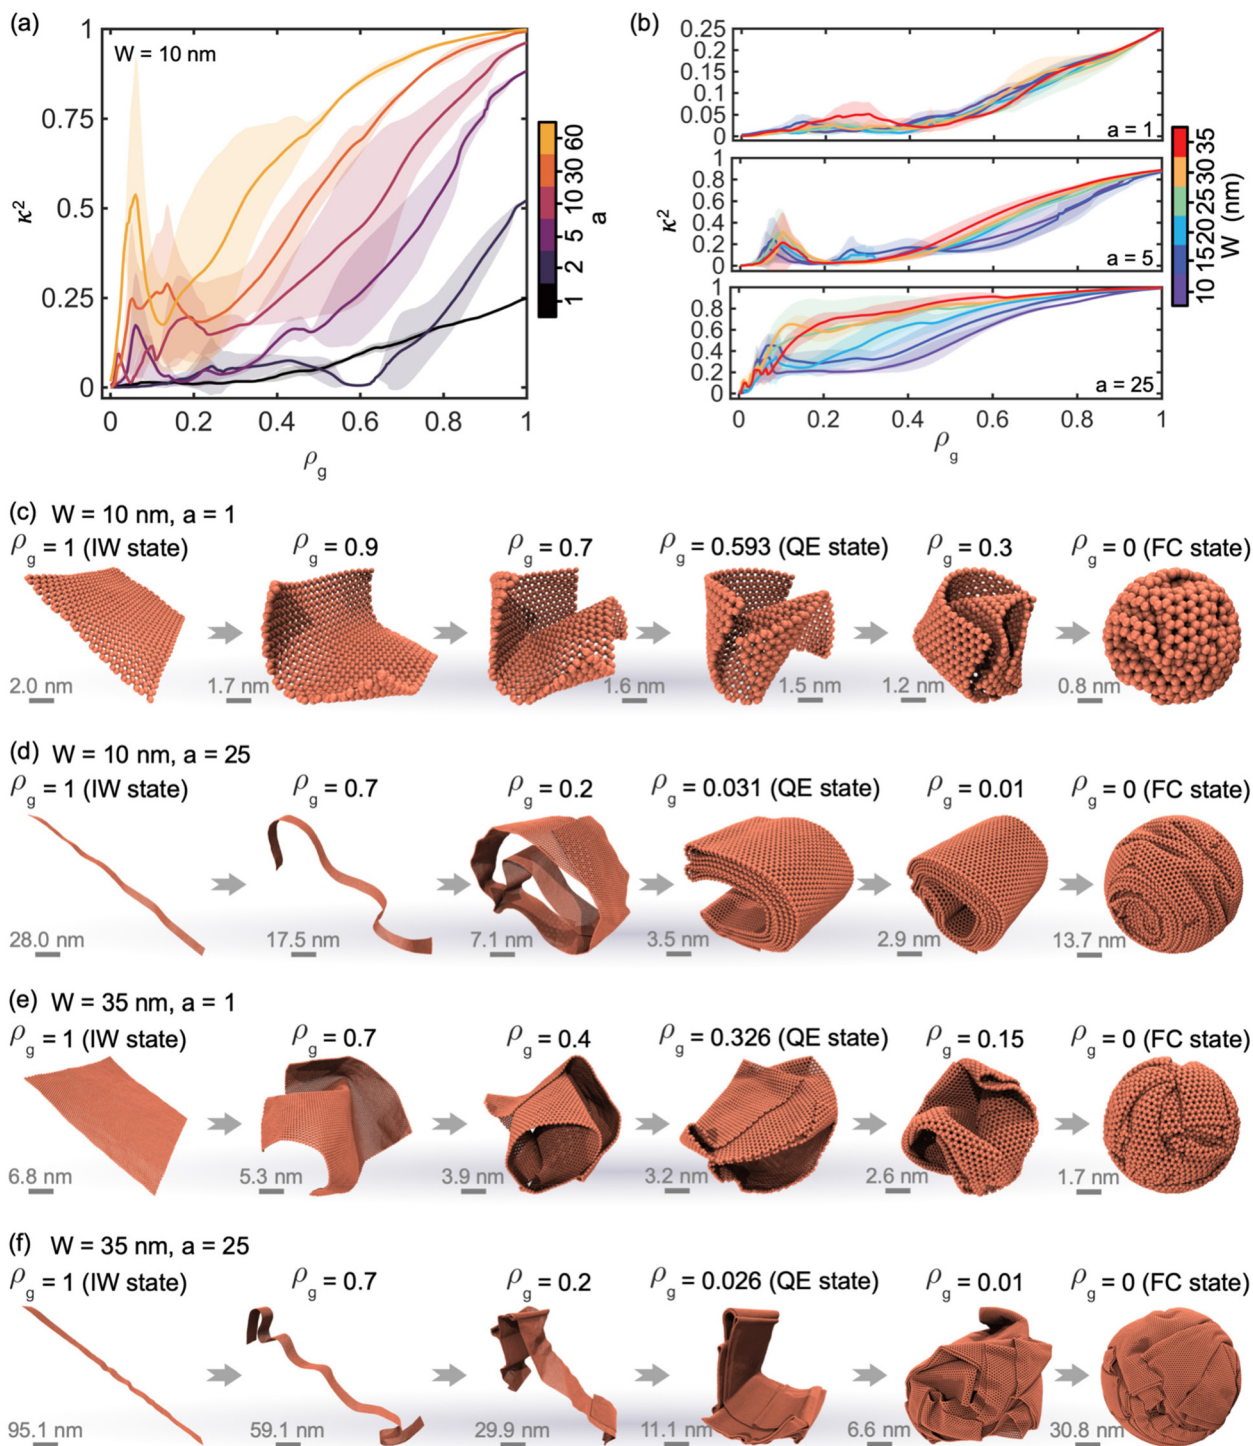 (a)
W = 10 nm
1
0.75
0.5
0.25
0
κ²
0 0.2 0.4 0.6 0.8 1
ρg
60
30
10
5
2
1
a
(b)
0.25
0.2
0.15
0.1
0.05
0
a = 1
0.8
0.6
0.4
0.2
0
κ²
a = 5
1
0.8
0.6
0.4
0.2
0
a = 25
0 0.2 0.4 0.6 0.8 1
ρg
10 15 20 25 30 35
W (nm)
(c) W = 10 nm, a = 1
ρg = 1 (IW state) ρg = 0.9 ρg = 0.7 ρg = 0.593 (QE state) ρg = 0.3 ρg = 0 (FC state)
2.0 nm 1.7 nm 1.6 nm 1.5 nm 1.2 nm 0.8 nm
(d) W = 10 nm, a = 25
ρg = 1 (IW state) ρg = 0.7 ρg = 0.2 ρg = 0.031 (QE state) ρg = 0.01 ρg = 0 (FC state)
28.0 nm 17.5 nm 7.1 nm 3.5 nm 2.9 nm 13.7 nm
(e) W = 35 nm, a = 1
ρg = 1 (IW state) ρg = 0.7 ρg = 0.4 ρg = 0.326 (QE state) ρg = 0.15 ρg = 0 (FC state)
6.8 nm 5.3 nm 3.9 nm 3.2 nm 2.6 nm 1.7 nm
(f) W = 35 nm, a = 25
ρg = 1 (IW state) ρg = 0.7 ρg = 0.2 ρg = 0.026 (QE state) ρg = 0.01 ρg = 0 (FC state)
95.1 nm 59.1 nm 29.9 nm 11.1 nm 6.6 nm 30.8 nm